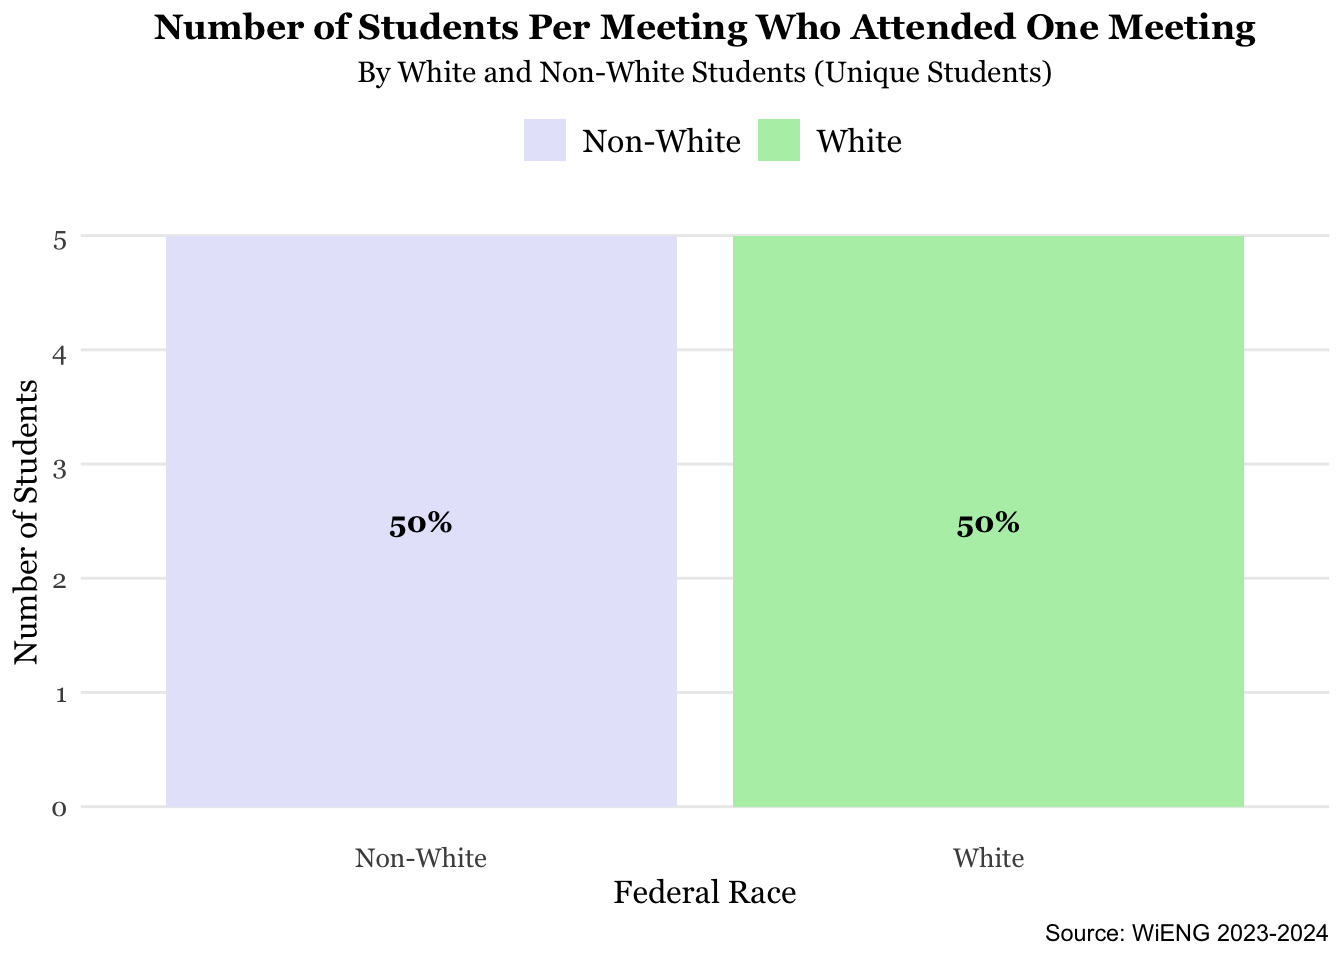 Number of Students Per Meeting Who Attended One Meeting
By White and Non-White Students (Unique Students)
Non-White White
5
4
3
2
1
0
Number of Students
50% 50%
Non-White White
Federal Race
Source: WiENG 2023-2024